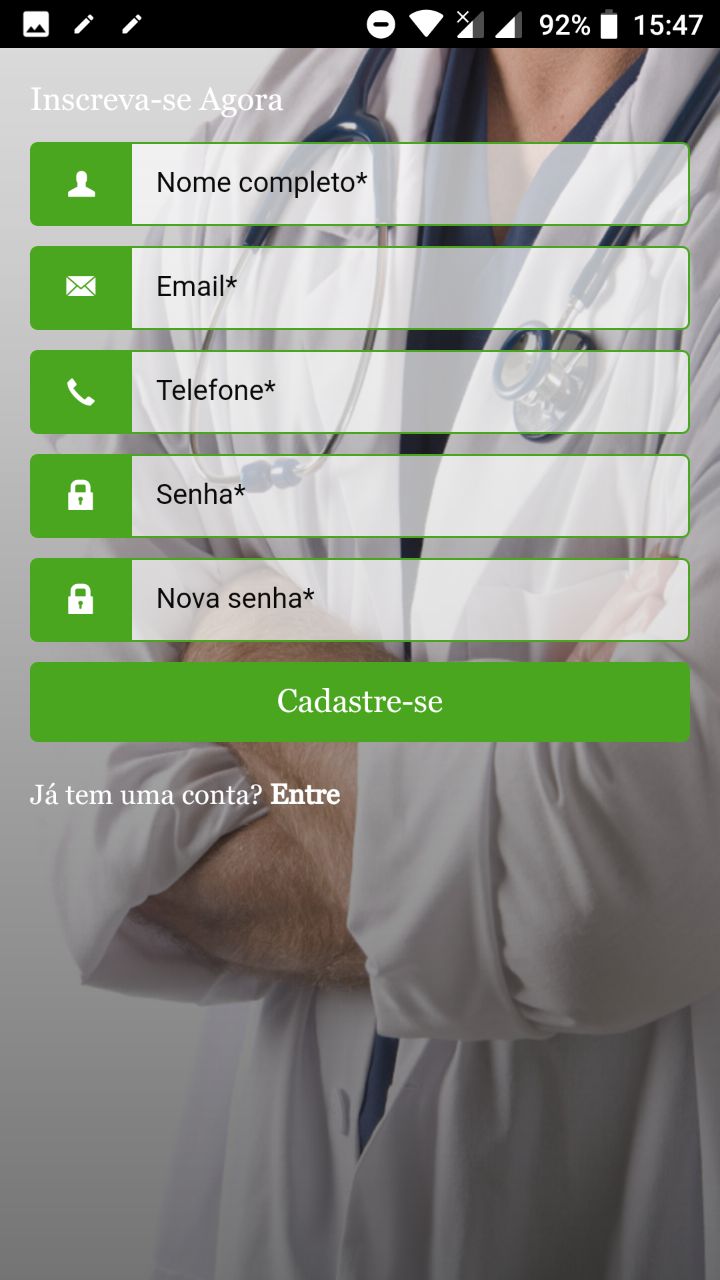 92% 15:47
Inscreva-se Agora
Nome completo*
Email*
Telefone*
Senha*
Nova senha*
Cadastre-se
Já tem uma conta? Entre